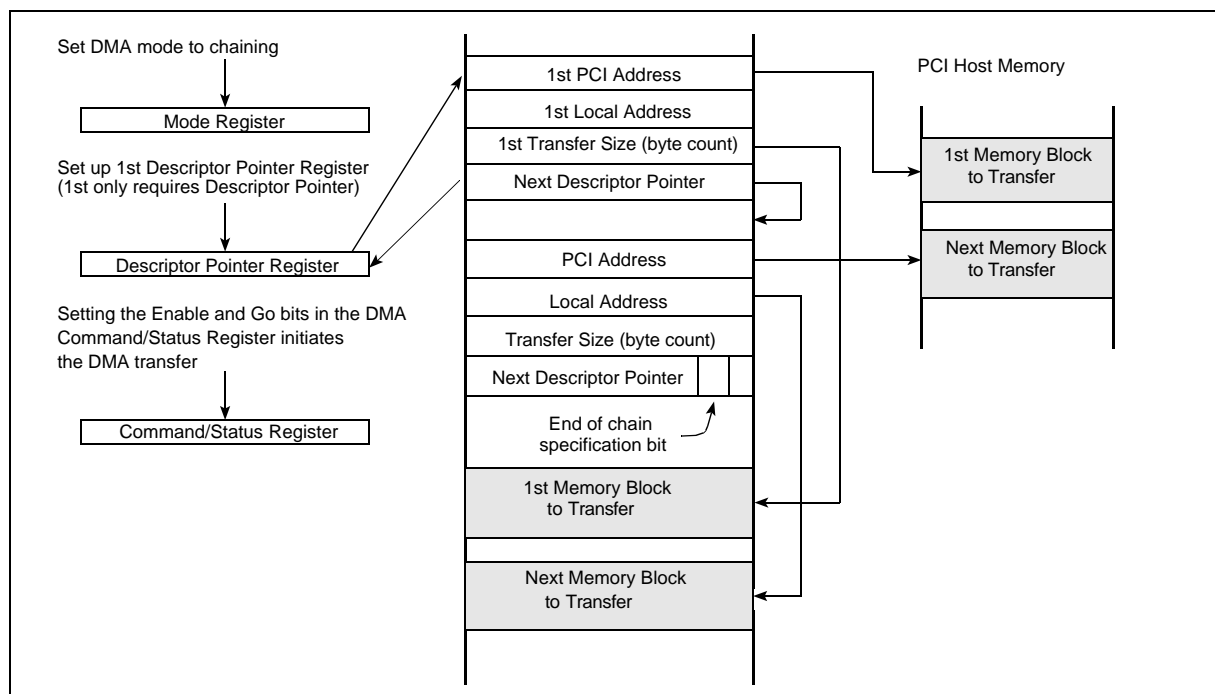 Set DMA mode to chaining
Mode Register
Set up 1st Descriptor Pointer Register
(1st only requires Descriptor Pointer)
Descriptor Pointer Register
Setting the Enable and Go bits in the DMA
Command/Status Register initiates
the DMA transfer
Command/Status Register
1st PCI Address
1st Local Address
1st Transfer Size (byte count)
Next Descriptor Pointer
PCI Address
Local Address
Transfer Size (byte count)
Next Descriptor Pointer
End of chain
specification bit
1st Memory Block
to Transfer
Next Memory Block
to Transfer
PCI Host Memory
1st Memory Block
to Transfer
Next Memory Block
to Transfer